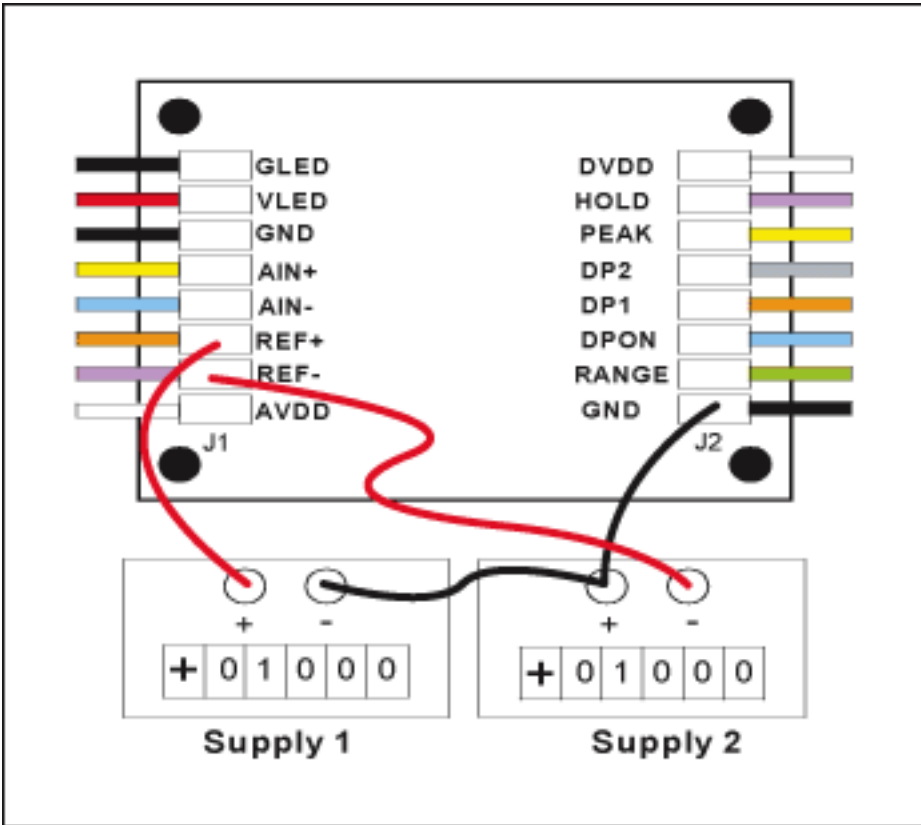 GLED DVDD
VLED HOLD
GND PEAK
AIN+ DP2
AIN- DP1
REF+ DPON
REF- RANGE
AVDD GND
J1 J2
+ - + -
+ 0 1 0 0 0 + 0 1 0 0 0
Supply 1 Supply 2